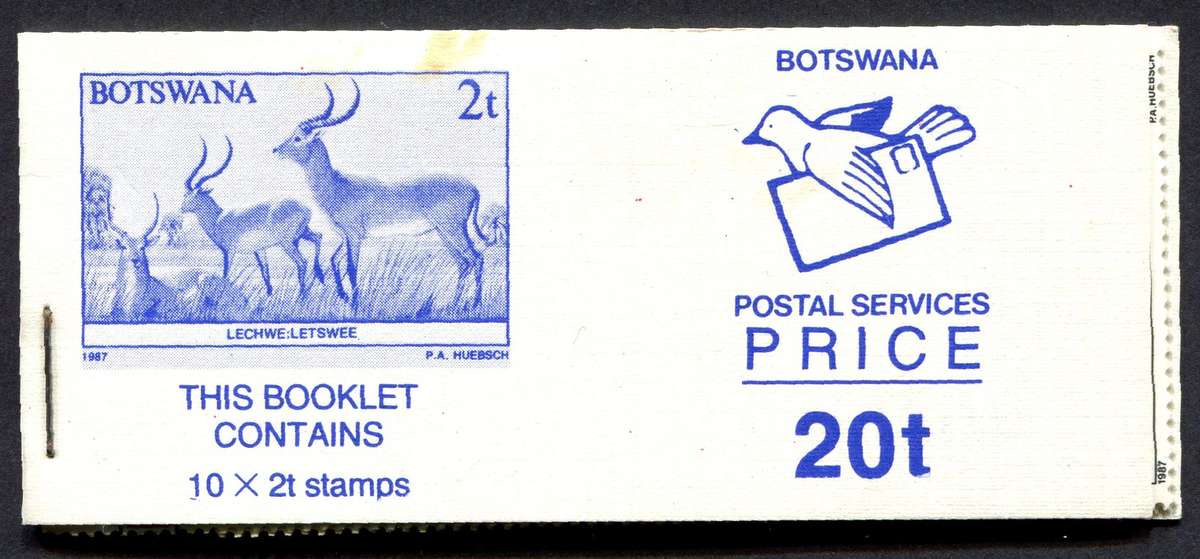 BOTSWANA 2t
LECHWE:LETSWEE
1987 P.A. HUEBSCH
THIS BOOKLET
CONTAINS
10 × 2t stamps
BOTSWANA
POSTAL SERVICES
PRICE
20t
P.A. HUEBSCH
1987